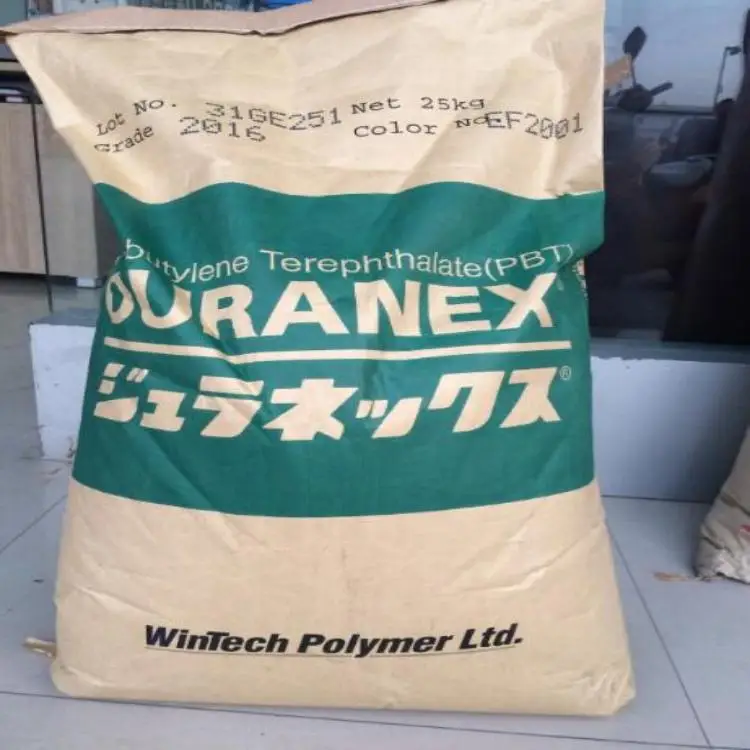 Lot No. 31GE251 Net 25kg
Grade 2016 Color No. EF2001
butylene Terephthalate(PBT)
DURANEX®
ジュラネックス®
WinTech Polymer Ltd.